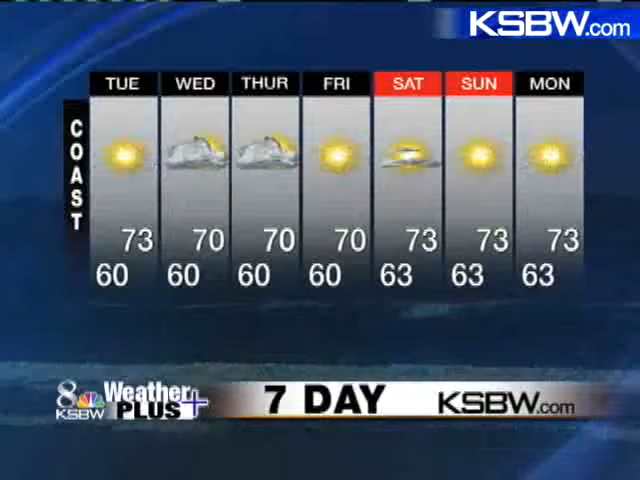 KSBW.com
TUE WED THUR FRI SAT SUN MON
COAST
73 70 70 70 73 73 73
60 60 60 60 63 63 63
8 KSBW Weather PLUS+ 7 DAY KSBW.com